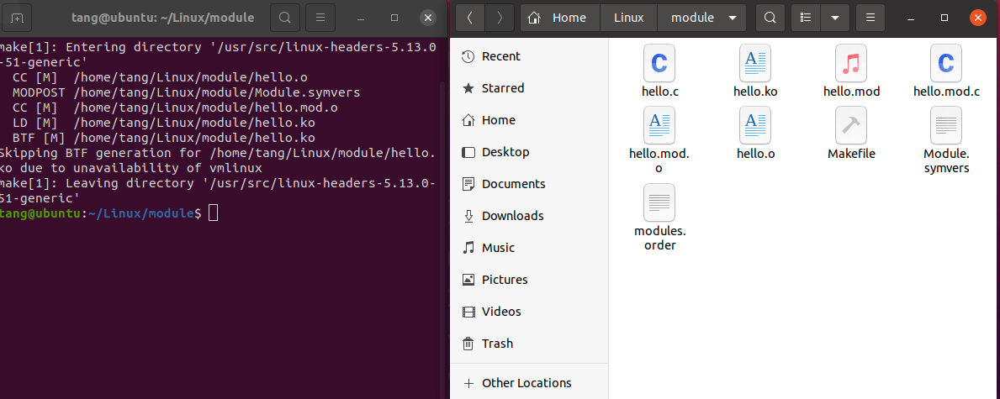 tang@ubuntu: ~/Linux/module
make[1]: Entering directory '/usr/src/linux-headers-5.13.0
-51-generic'
CC [M] /home/tang/Linux/module/hello.o
MODPOST /home/tang/Linux/module/Module.symvers
CC [M] /home/tang/Linux/module/hello.mod.o
LD [M] /home/tang/Linux/module/hello.ko
BTF [M] /home/tang/Linux/module/hello.ko
Skipping BTF generation for /home/tang/Linux/module/hello.
ko due to unavailability of vmlinux
make[1]: Leaving directory '/usr/src/linux-headers-5.13.0-
51-generic'
tang@ubuntu:~/Linux/module$
Home Linux module
Recent
Starred
Home
Desktop
Documents
Downloads
Music
Pictures
Videos
Trash
Other Locations
hello.c hello.ko hello.mod hello.mod.c
hello.mod. hello.o Makefile Module.
o symvers
modules.
order